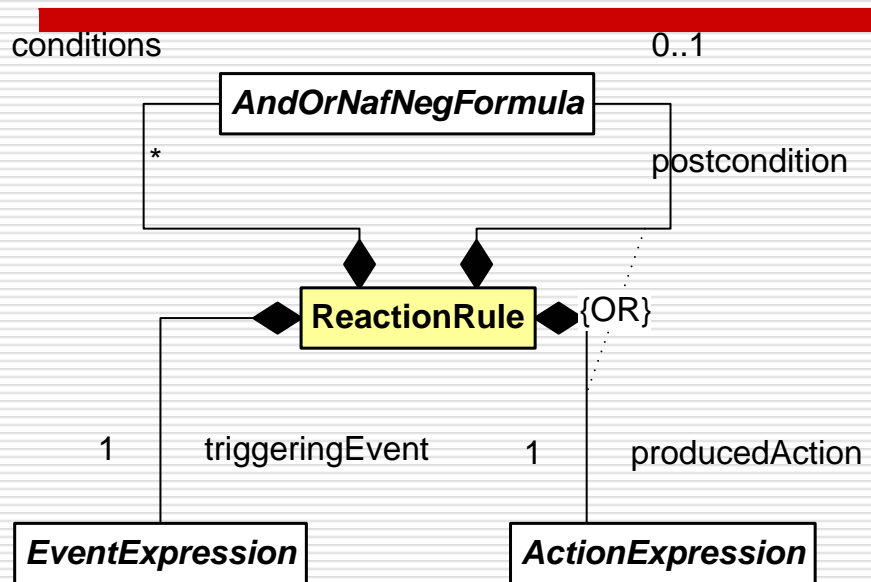 conditions
0..1
AndOrNafNegFormula
*
postcondition
ReactionRule
{OR}
1
triggeringEvent
1
producedAction
EventExpression
ActionExpression